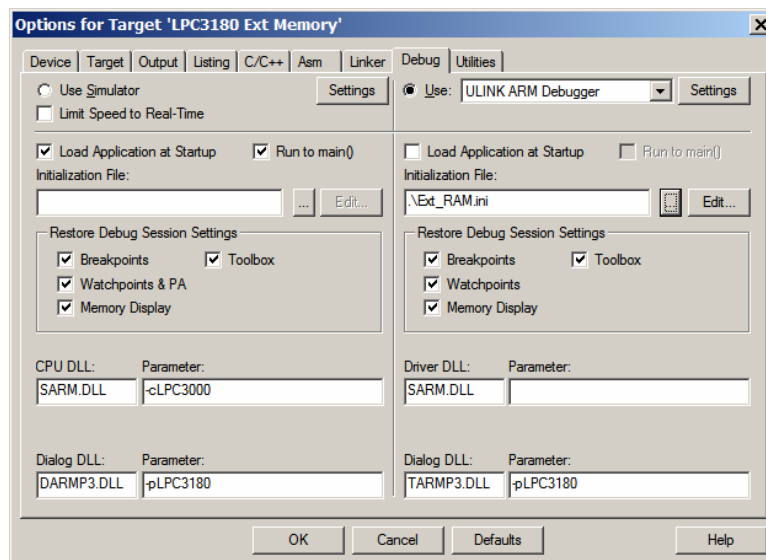 Options for Target 'LPC3180 Ext Memory'
Device Target Output Listing C/C++ Asm Linker Debug Utilities
Use Simulator Settings
Limit Speed to Real-Time
Use: ULINK ARM Debugger Settings
Load Application at Startup Run to main()
Initialization File:
... Edit...
Load Application at Startup Run to main()
Initialization File:
.\Ext_RAM.ini ... Edit...
Restore Debug Session Settings
Breakpoints Toolbox
Watchpoints & PA
Memory Display
Restore Debug Session Settings
Breakpoints Toolbox
Watchpoints
Memory Display
CPU DLL: Parameter:
SARM.DLL -cLPC3000
Driver DLL: Parameter:
SARM.DLL
Dialog DLL: Parameter:
DARMP3.DLL -pLPC3180
Dialog DLL: Parameter:
TARMP3.DLL -pLPC3180
OK Cancel Defaults Help